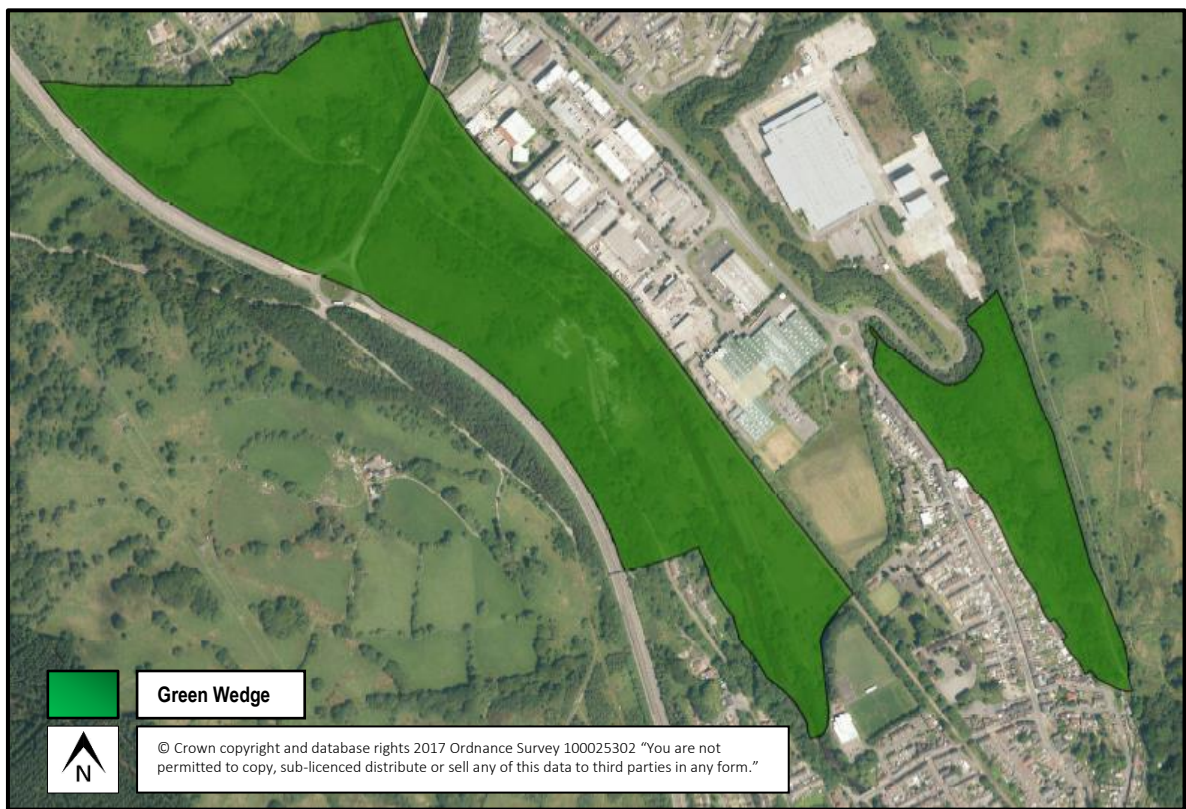 Green Wedge
N
© Crown copyright and database rights 2017 Ordnance Survey 100025302 “You are not
permitted to copy, sub-licenced distribute or sell any of this data to third parties in any form.”